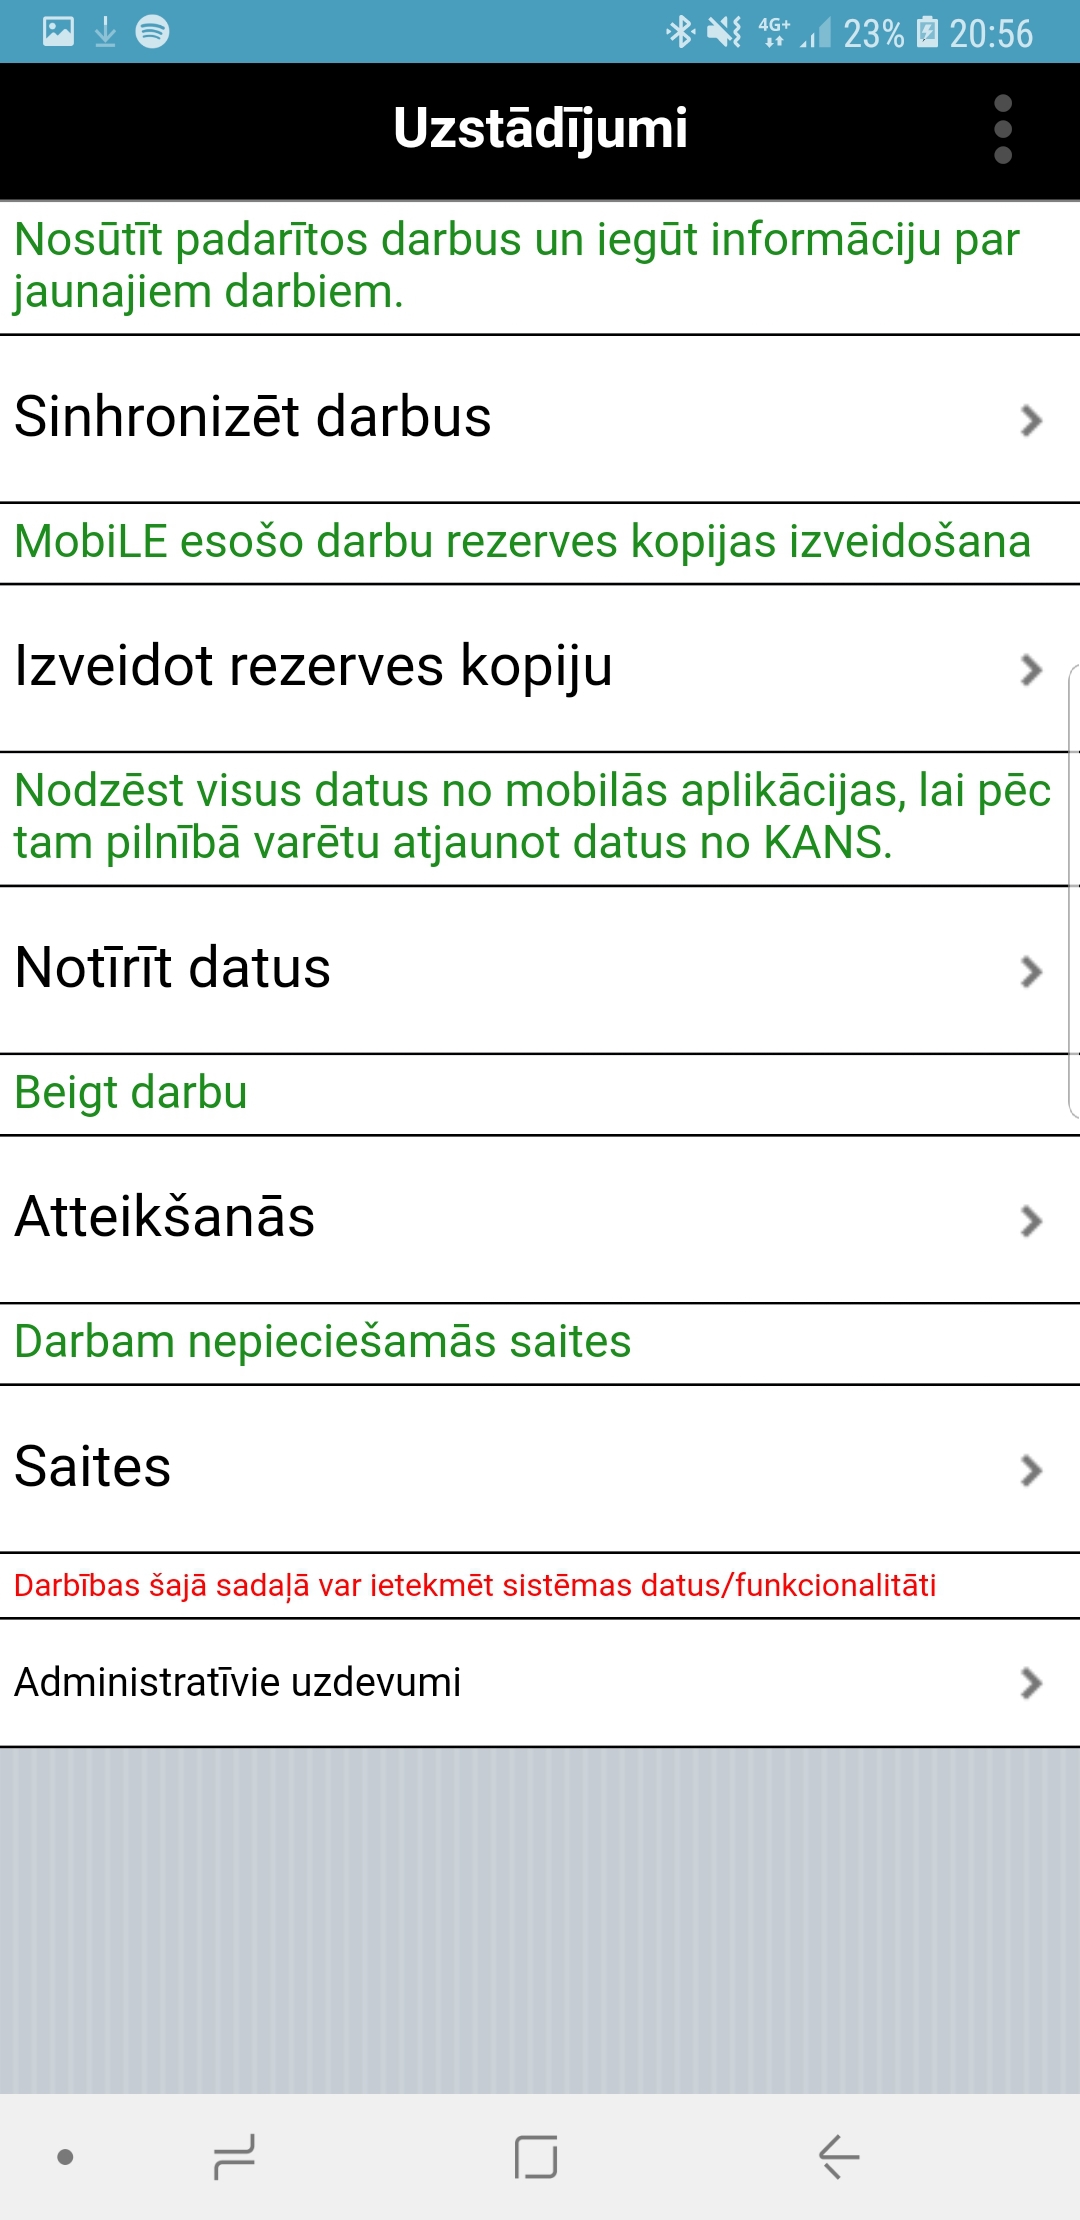 4G+ 23% 20:56
Uzstādījumi
Nosūtīt padarītos darbus un iegūt informāciju par
jaunajiem darbiem.
Sinhronizēt darbus
MobiLE esošo darbu rezerves kopijas izveidošana
Izveidot rezerves kopiju
Nodzēst visus datus no mobilās aplikācijas, lai pēc
tam pilnībā varētu atjaunot datus no KANS.
Notīrīt datus
Beigt darbu
Atteikšanās
Darbam nepieciešamās saites
Saites
Darbības šajā sadaļā var ietekmēt sistēmas datus/funkcionalitāti
Administratīvie uzdevumi